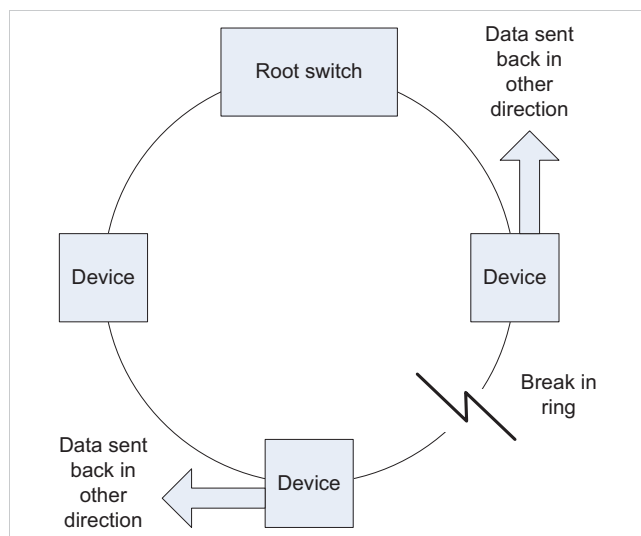 Root switch
Data sent
back in
other
direction
Device
Device
Break in
ring
Data sent
back in
other
direction
Device